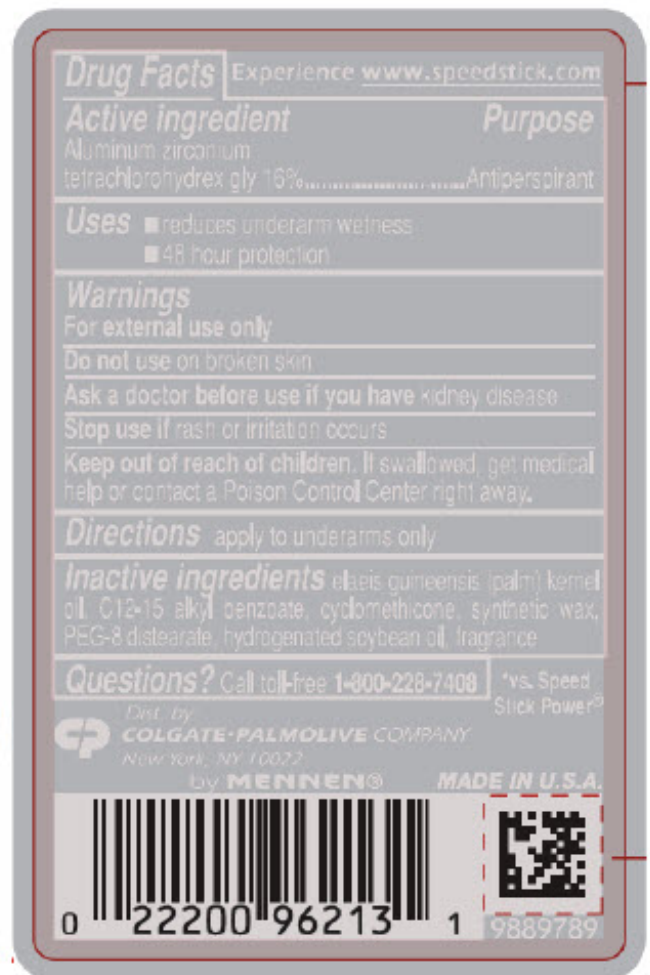 Drug Facts Experience www.speedstick.com
Active ingredient Purpose
Aluminum zirconium
tetrachlorohydrex gly 16%............................Antiperspirant
Uses ■ reduces underarm wetness
■ 48 hour protection
Warnings
For external use only
Do not use on broken skin
Ask a doctor before use if you have kidney disease
Stop use if rash or irritation occurs
Keep out of reach of children. If swallowed, get medical
help or contact a Poison Control Center right away.
Directions apply to underarms only
Inactive ingredients elaeis guineensis (palm) kernel
oil, C12-15 alkyl benzoate, cyclomethicone, synthetic wax,
PEG-8 distearate, hydrogenated soybean oil, fragrance
Questions? Call toll-free 1-800-228-7408
*vs. Speed
Stick Power®
Dist. by
CP
COLGATE-PALMOLIVE COMPANY
New York, NY 10022
by MENNEN® MADE IN U.S.A.
0 22200 96213 1
9889789